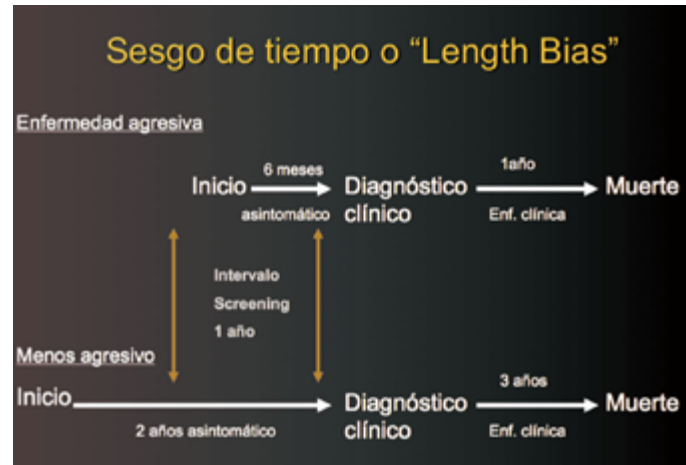 Sesgo de tiempo o “Length Bias”
Enfermedad agresiva
Inicio
6 meses
asintomático
Diagnóstico
clínico
1año
Enf. clínica
Muerte
Intervalo
Screening
1 año
Menos agresivo
Inicio
2 años asintomático
Diagnóstico
clínico
3 años
Enf. clínica
Muerte